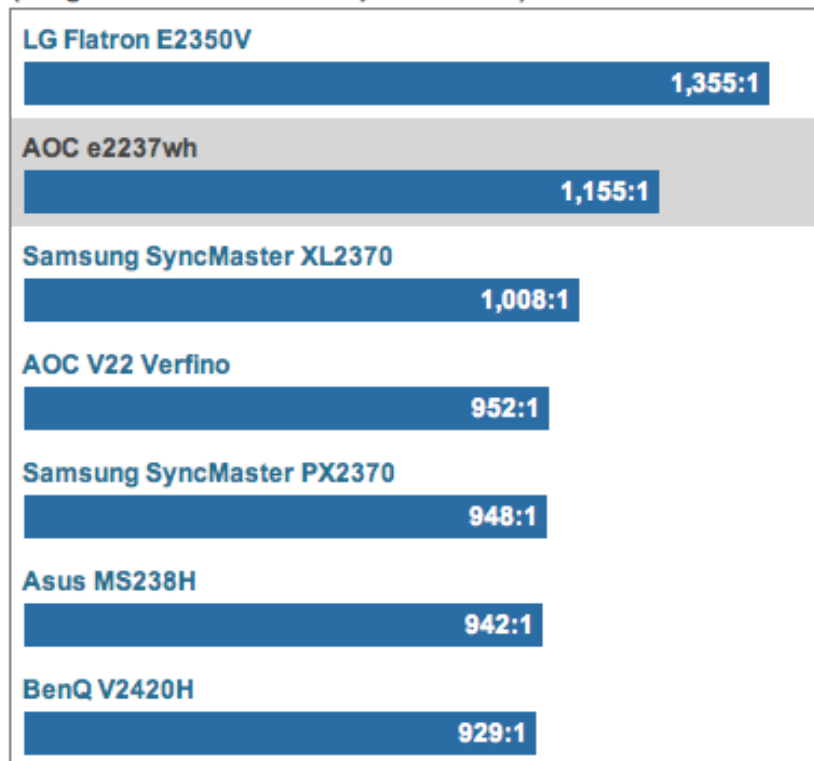 LG Flatron E2350V
1,355:1
AOC e2237wh
1,155:1
Samsung SyncMaster XL2370
1,008:1
AOC V22 Verfino
952:1
Samsung SyncMaster PX2370
948:1
Asus MS238H
942:1
BenQ V2420H
929:1